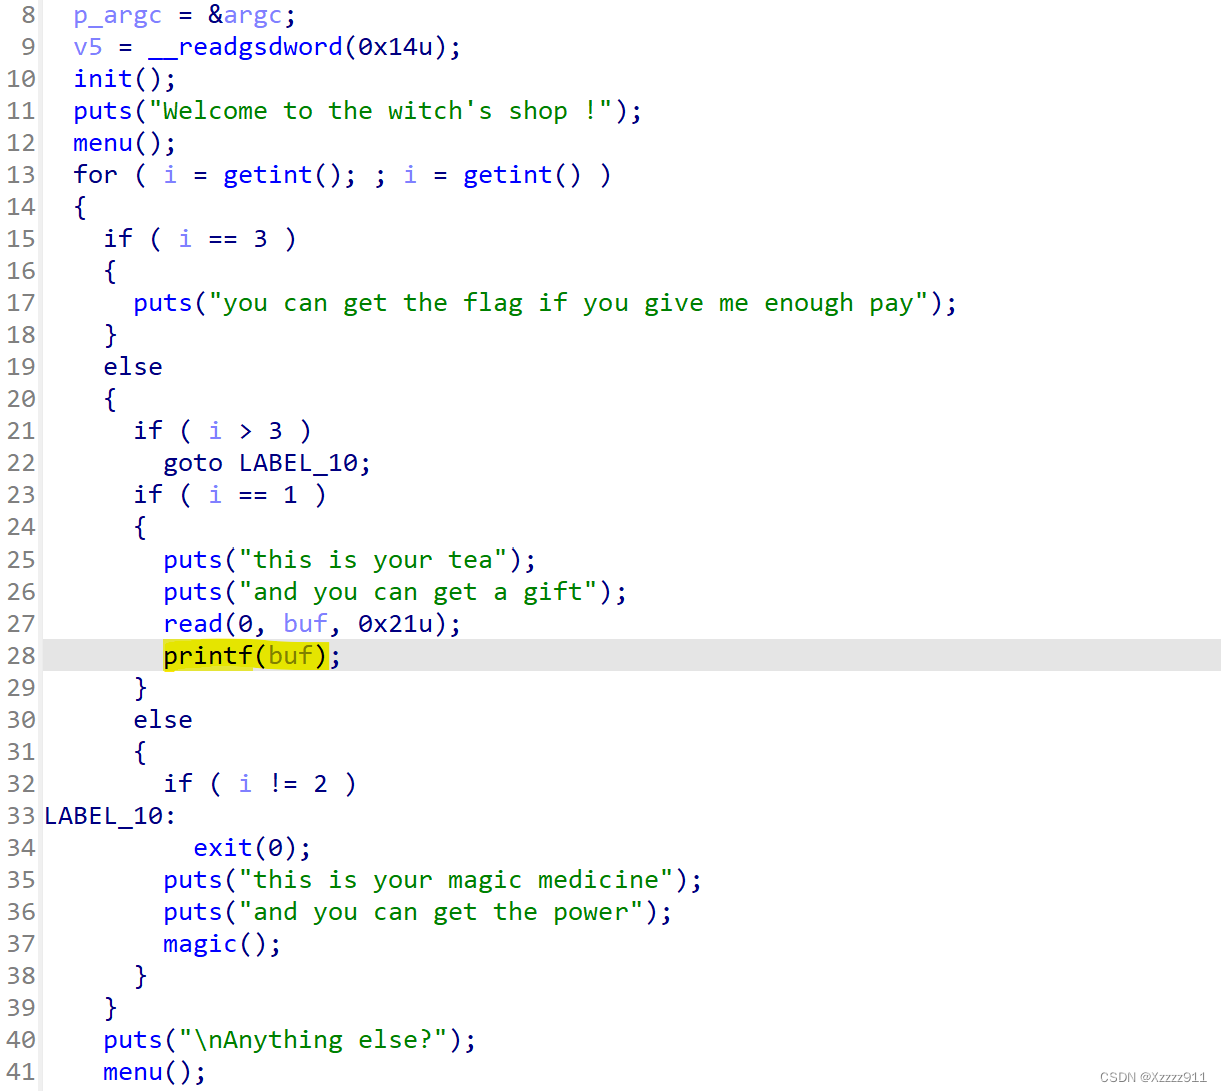 8 p_argc = &argc;
9 v5 = __readgsdword(0x14u);
10 init();
11 puts("Welcome to the witch's shop !");
12 menu();
13 for ( i = getint(); ; i = getint() )
14 {
15 if ( i == 3 )
16 {
17 puts("you can get the flag if you give me enough pay");
18 }
19 else
20 {
21 if ( i > 3 )
22 goto LABEL_10;
23 if ( i == 1 )
24 {
25 puts("this is your tea");
26 puts("and you can get a gift");
27 read(0, buf, 0x21u);
28 printf(buf);
29 }
30 else
31 {
32 if ( i != 2 )
33 LABEL_10:
34 exit(0);
35 puts("this is your magic medicine");
36 puts("and you can get the power");
37 magic();
38 }
39 }
40 puts("\nAnything else?");
41 menu();
CSDN @Xzzzz911